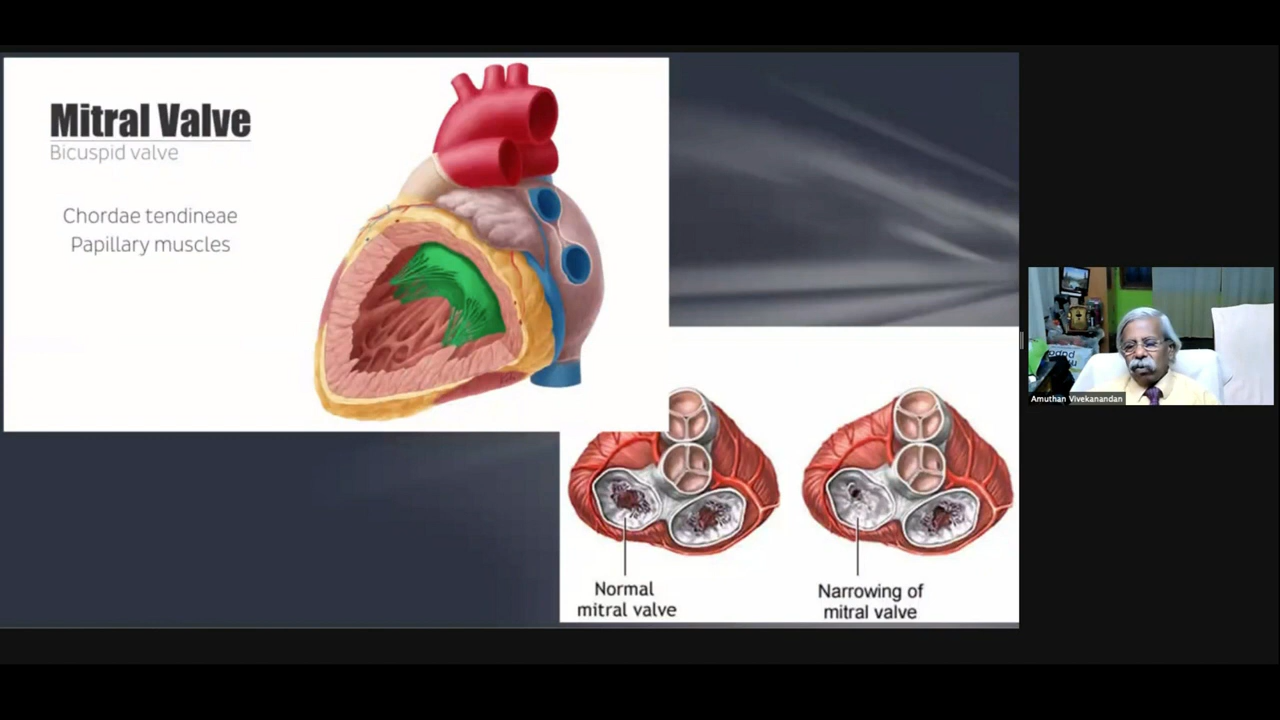 Mitral Valve
Bicuspid valve
Chordae tendineae
Papillary muscles
Normal
mitral valve
Narrowing of
mitral valve
Amuthan Vivekanandan